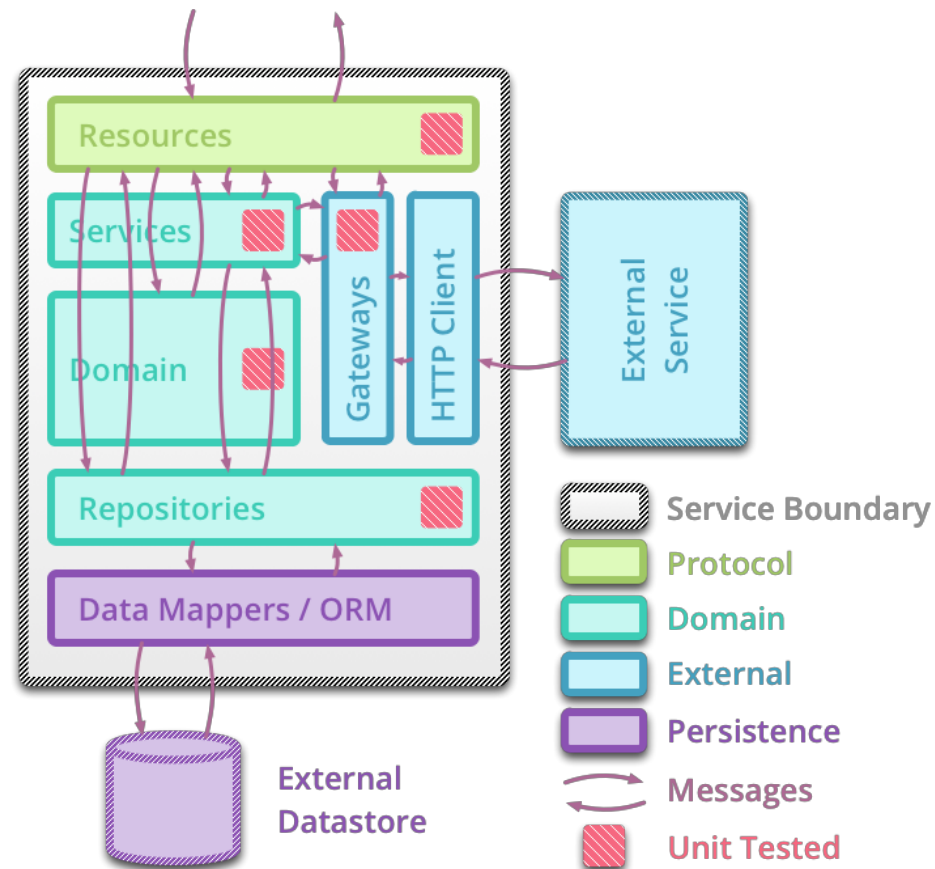 Resources
Services
Domain
Gateways
HTTP Client
External
Service
Repositories
Data Mappers / ORM
External
Datastore
Service Boundary
Protocol
Domain
External
Persistence
Messages
Unit Tested